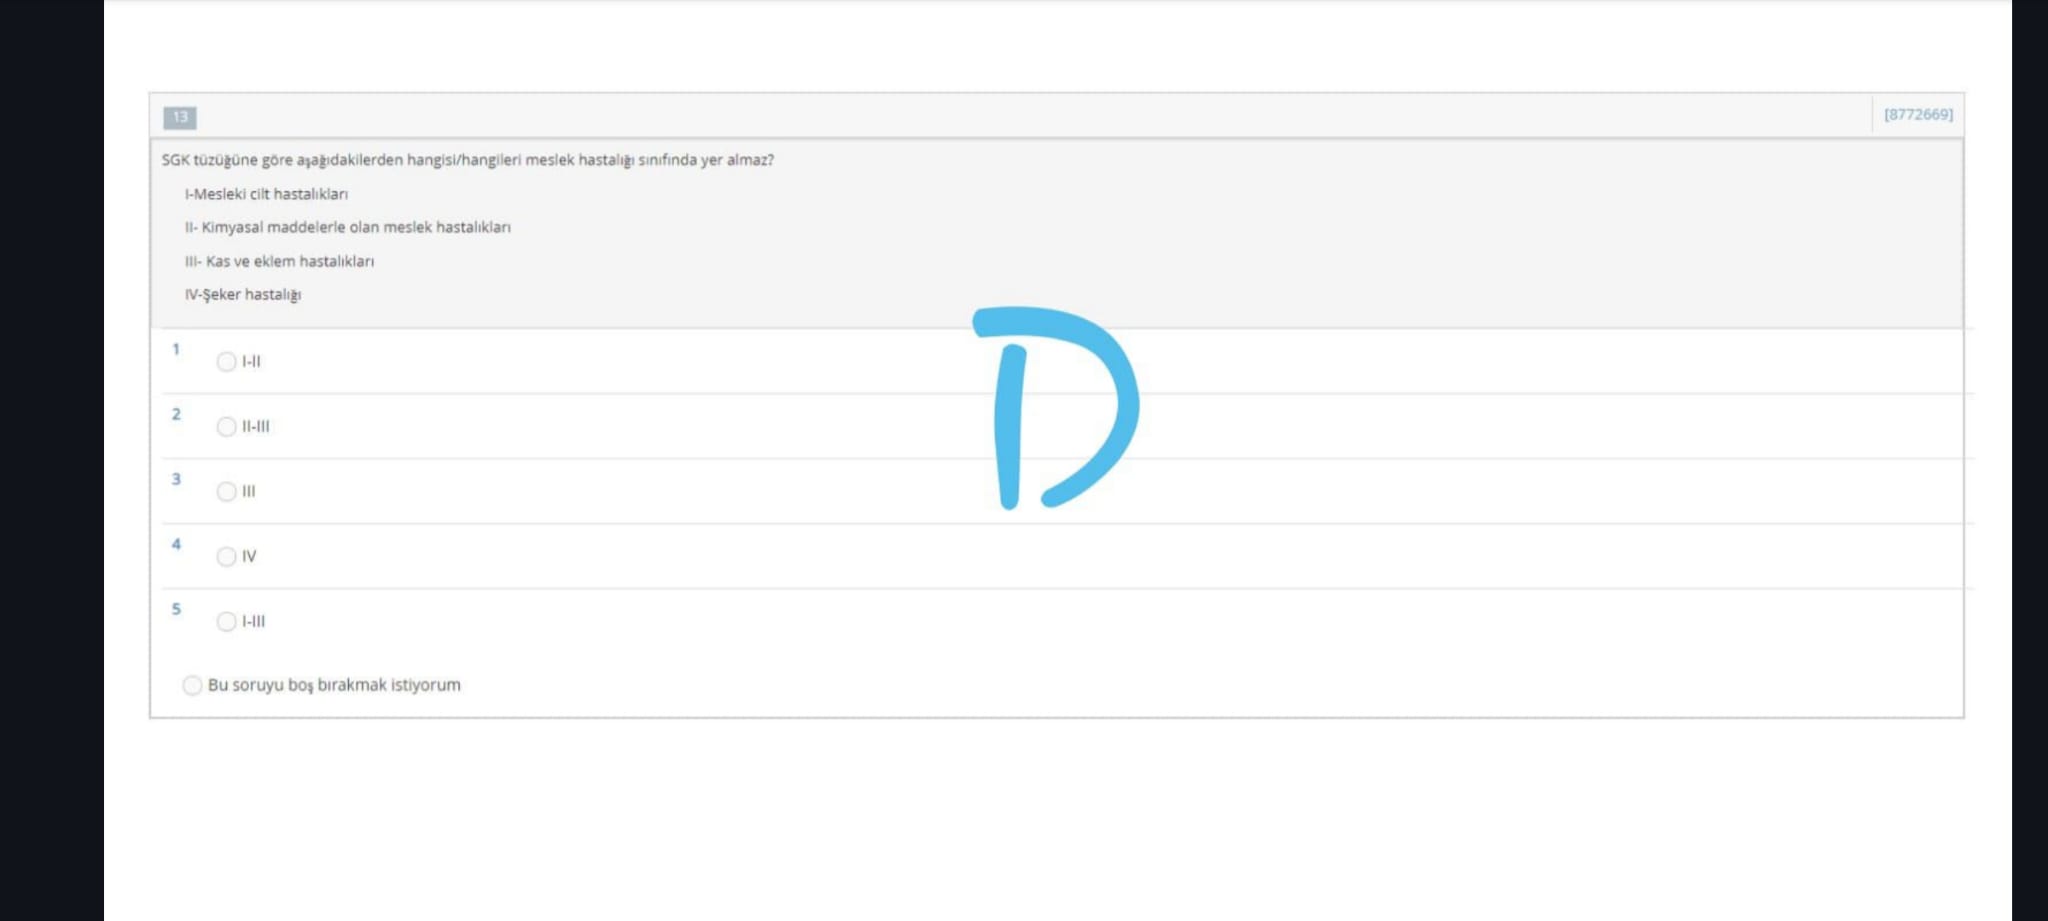 13
[8772669]
SGK tüzüğüne göre aşağıdakilerden hangisi/hangileri meslek hastalığı sınıfında yer almaz?
I-Mesleki cilt hastalıkları
II- Kimyasal maddelerle olan meslek hastalıkları
III- Kas ve eklem hastalıkları
IV-Şeker hastalığı
1
I-II
2
II-III
3
III
4
IV
5
I-III
Bu soruyu boş bırakmak istiyorum
D